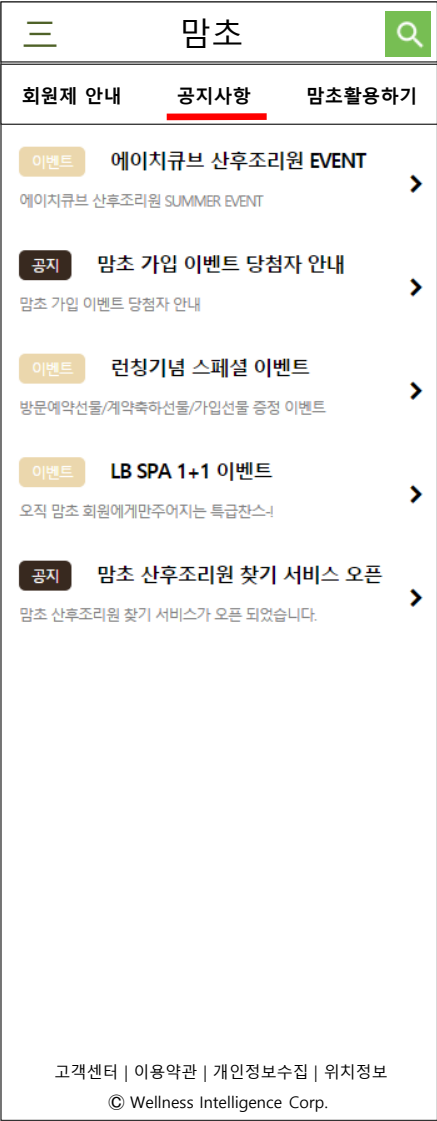 맘초
회원제 안내 공지사항 맘초활용하기
이벤트 에이치큐브 산후조리원 EVENT
에이치큐브 산후조리원 SUMMER EVENT
공지 맘초 가입 이벤트 당첨자 안내
맘초 가입 이벤트 당첨자 안내
이벤트 런칭기념 스페셜 이벤트
방문예약선물/계약축하선물/가입선물 증정 이벤트
이벤트 LB SPA 1+1 이벤트
오직 맘초 회원에게만주어지는 특급찬스-!
공지 맘초 산후조리원 찾기 서비스 오픈
맘초 산후조리원 찾기 서비스가 오픈 되었습니다.
고객센터 | 이용약관 | 개인정보수집 | 위치정보
Ⓒ Wellness Intelligence Corp.